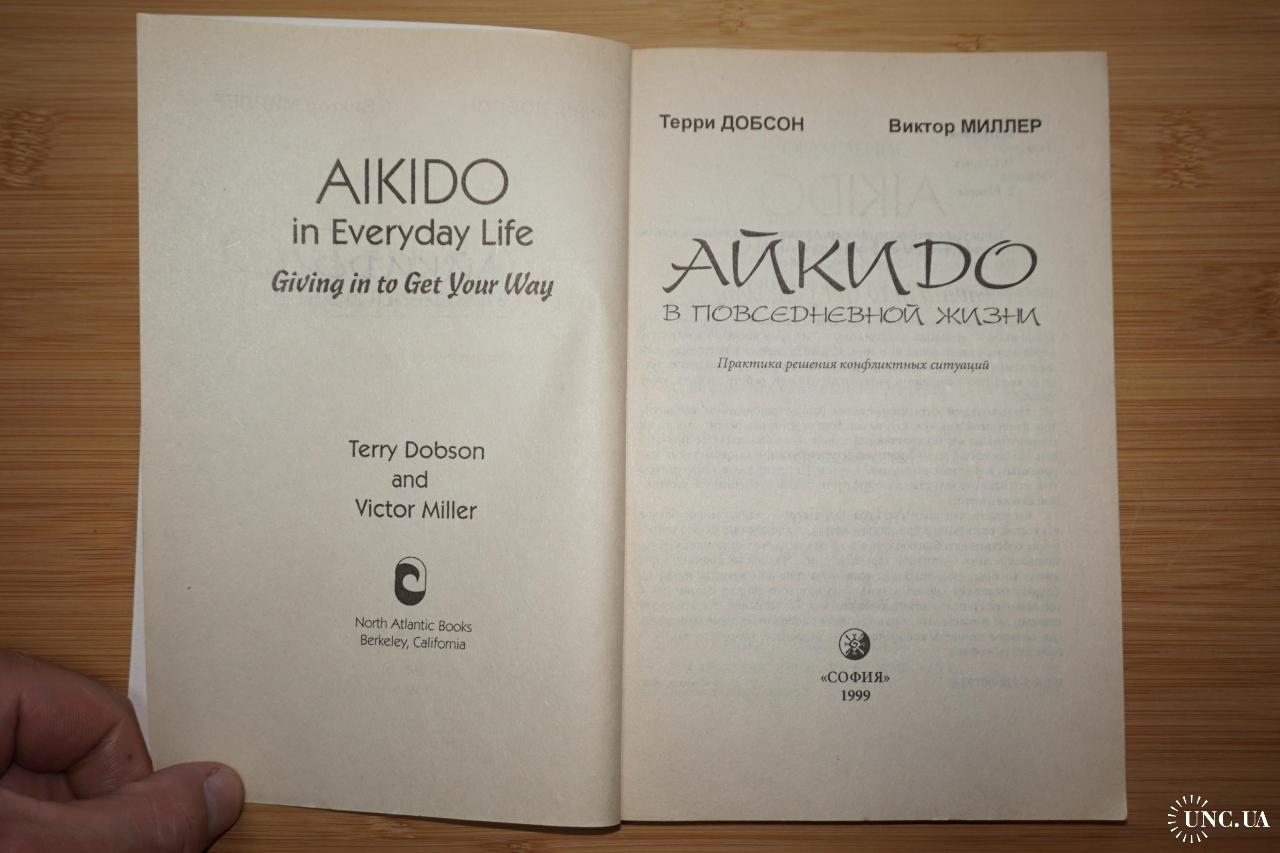 AIKIDO
in Everyday Life
Giving in to Get Your Way
Terry Dobson
and
Victor Miller
North Atlantic Books
Berkeley, California
Терри ДОБСОН Виктор МИЛЛЕР
АЙКИДО
В ПОВСЕДНЕВНОЙ ЖИЗНИ
Практика решения конфликтных ситуаций
«СОФИЯ»
1999
UNC.UA